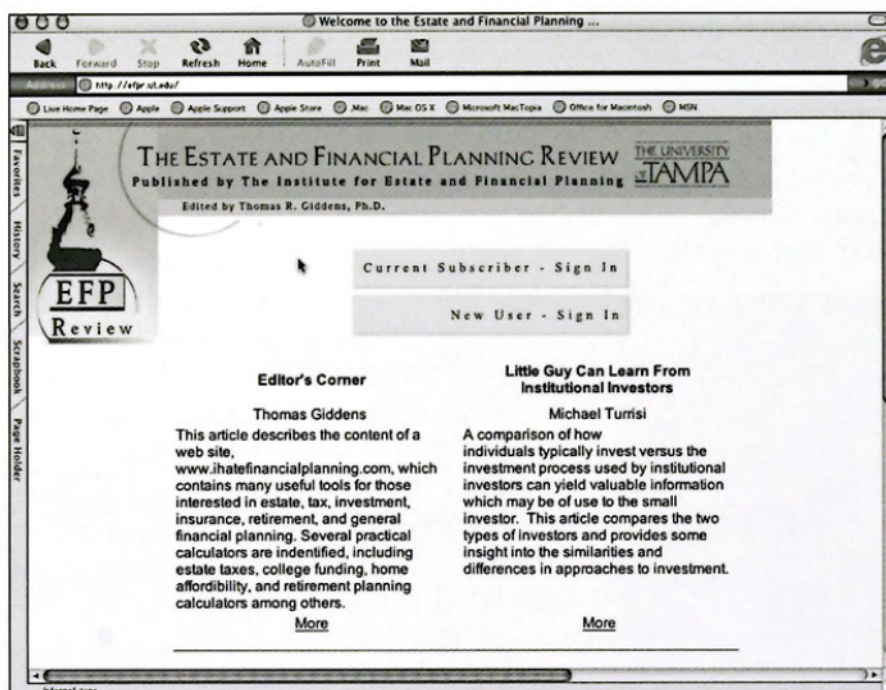 Welcome to the Estate and Financial Planning ...
Back Forward Stop Refresh Home AutoFill Print Mail
Address http://efpr.ut.edu/
Live Home Page Apple Apple Support Apple Store .Mac Mac OS X Microsoft MacTopia Office for Macintosh MSN
Favorites
History
Search
Scrapbook
Page Holder
THE ESTATE AND FINANCIAL PLANNING REVIEW
Published by The Institute for Estate and Financial Planning
Edited by Thomas R. Giddens, Ph.D.
THE UNIVERSITY
OF TAMPA
EFP
Review
Current Subscriber - Sign In
New User - Sign In
Editor's Corner
Thomas Giddens
This article describes the content of a
web site,
www.ihatefinancialplanning.com, which
contains many useful tools for those
interested in estate, tax, investment,
insurance, retirement, and general
financial planning. Several practical
calculators are indentified, including
estate taxes, college funding, home
affordibility, and retirement planning
calculators among others.
More
Little Guy Can Learn From
Institutional Investors
Michael Turrisi
A comparison of how
individuals typically invest versus the
investment process used by institutional
investors can yield valuable information
which may be of use to the small
investor. This article compares the two
types of investors and provides some
insight into the similarities and
differences in approaches to investment.
More